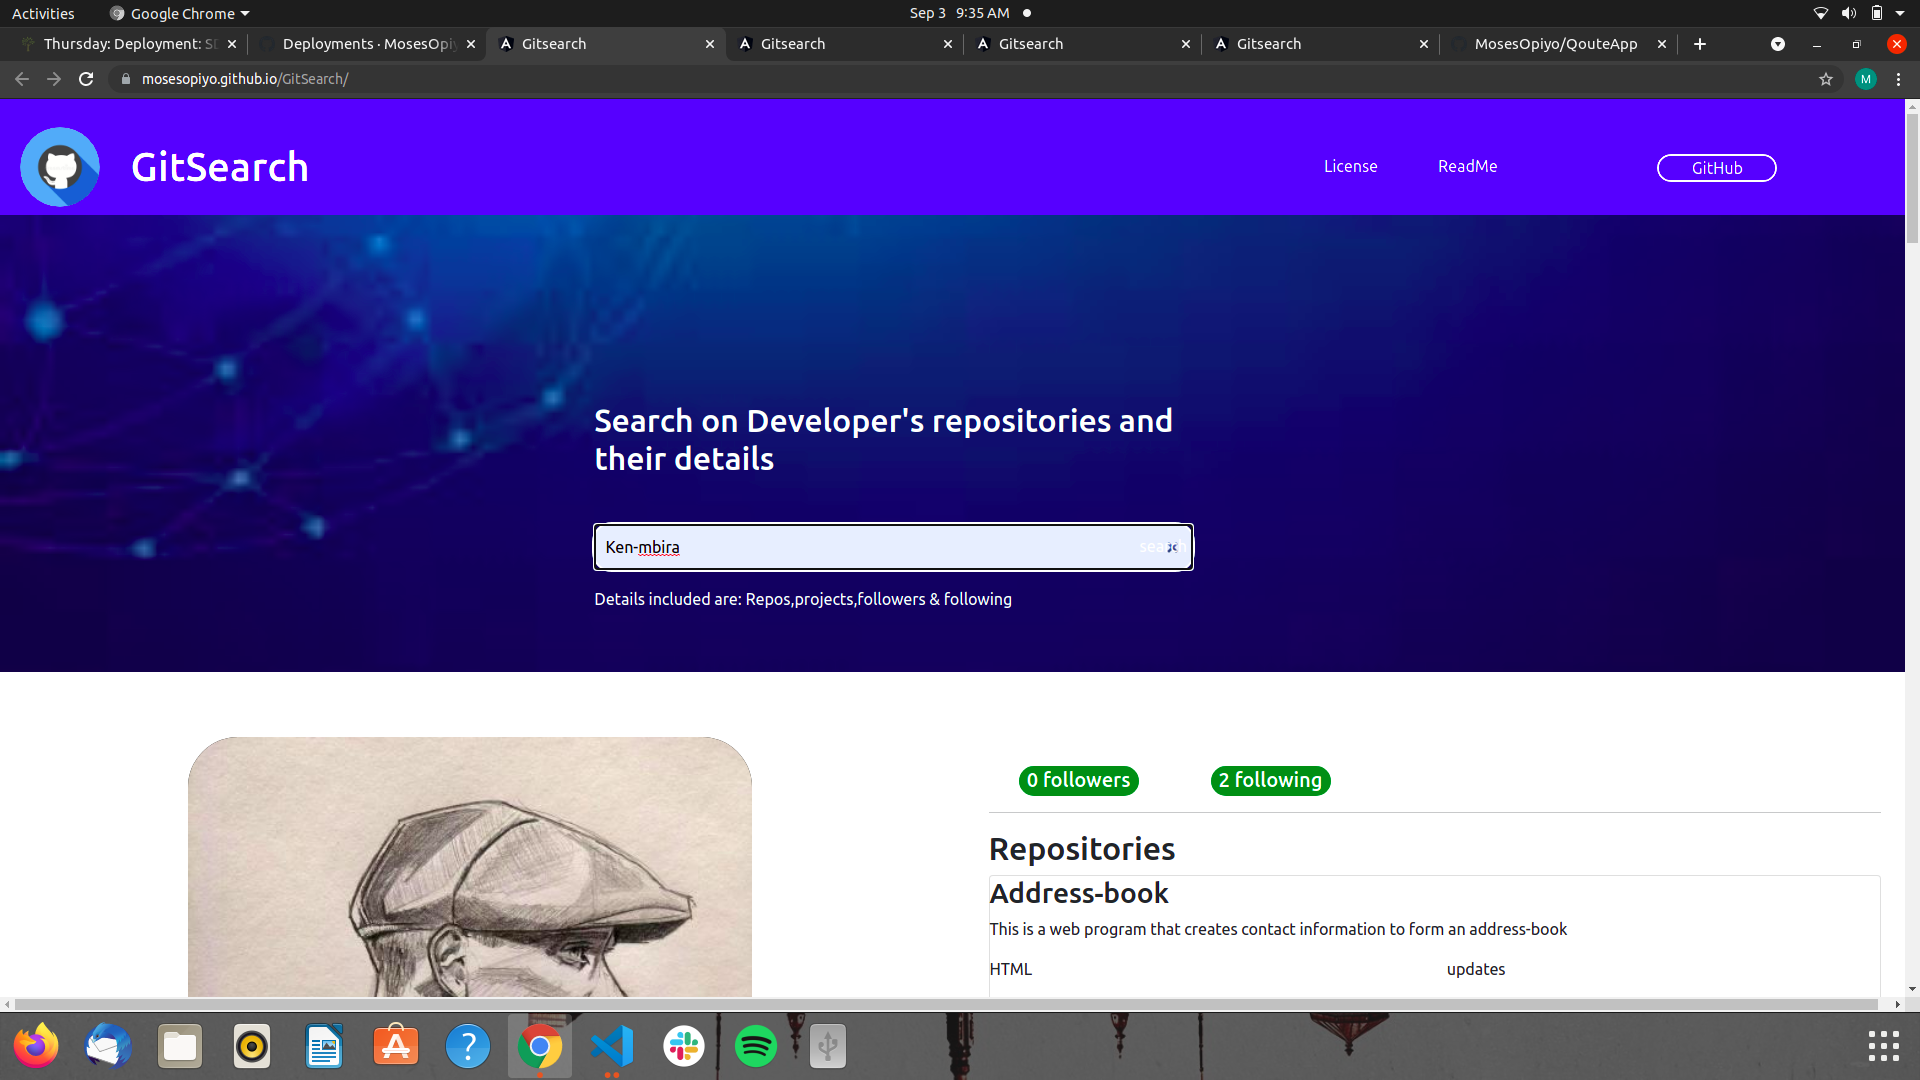 Activities Google Chrome Sep 3 9:35 AM
Thursday: Deployment: SD Deployments · MosesOpiyo Gitsearch Gitsearch Gitsearch Gitsearch MosesOpiyo/QouteApp
mosesopiyo.github.io/GitSearch/ M
GitSearch License ReadMe GitHub
Search on Developer's repositories and
their details
Ken-mbira search
Details included are: Repos,projects,followers & following
0 followers 2 following
Repositories
Address-book
This is a web program that creates contact information to form an address-book
HTML updates